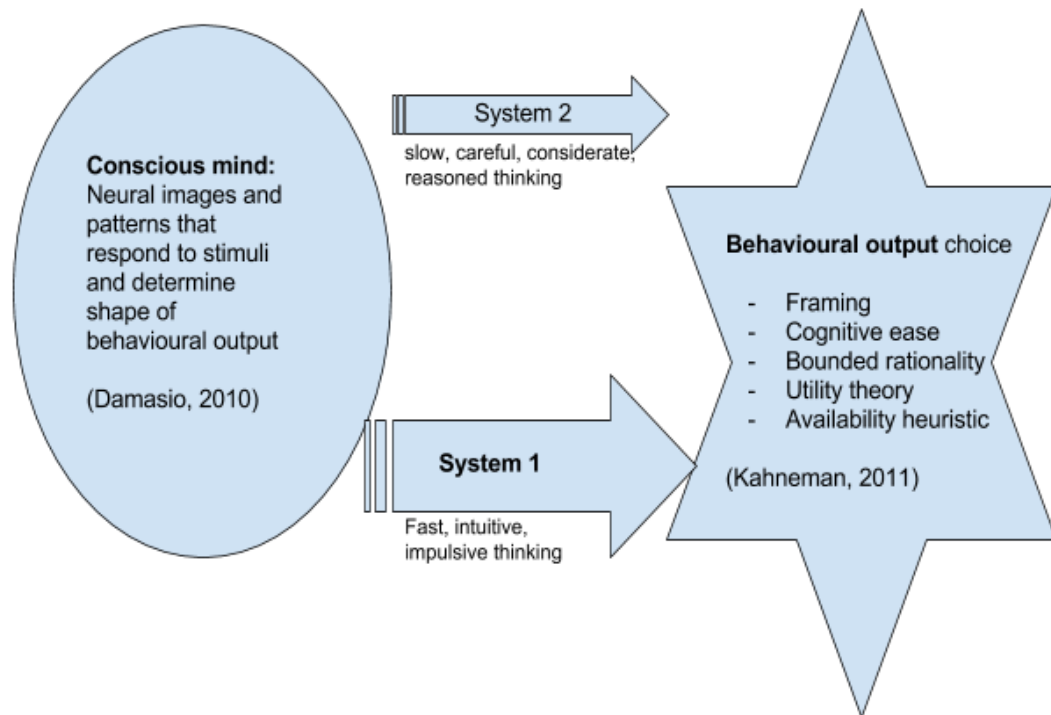 Conscious mind:
Neural images and
patterns that
respond to stimuli
and determine
shape of
behavioural output
(Damasio, 2010)
System 2
slow, careful, considerate,
reasoned thinking
System 1
Fast, intuitive,
impulsive thinking
Behavioural output choice
- Framing
- Cognitive ease
- Bounded rationality
- Utility theory
- Availability heuristic
(Kahneman, 2011)